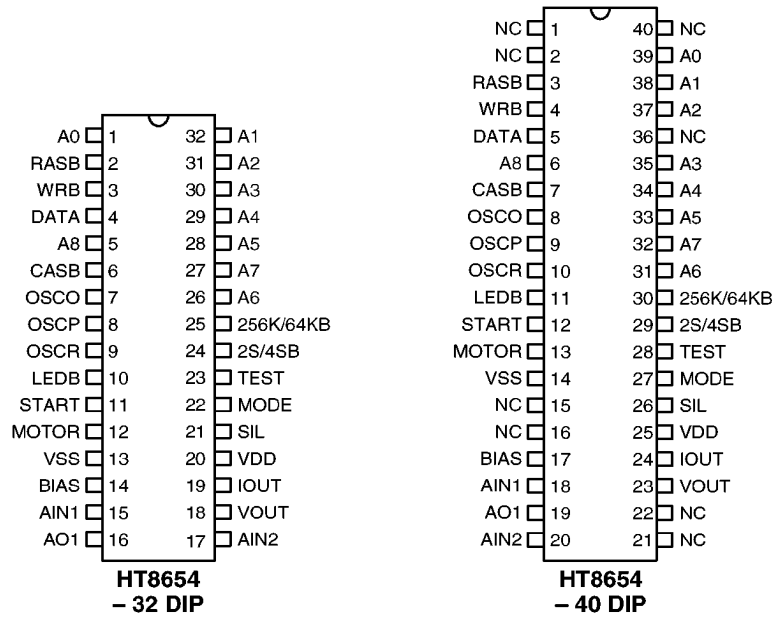 A0 1 32 A1
RASB 2 31 A2
WRB 3 30 A3
DATA 4 29 A4
A8 5 28 A5
CASB 6 27 A7
OSCO 7 26 A6
OSCP 8 25 256K/64KB
OSCR 9 24 2S/4SB
LEDB 10 23 TEST
START 11 22 MODE
MOTOR 12 21 SIL
VSS 13 20 VDD
BIAS 14 19 IOUT
AIN1 15 18 VOUT
AO1 16 17 AIN2
HT8654
– 32 DIP
NC 1 40 NC
NC 2 39 A0
RASB 3 38 A1
WRB 4 37 A2
DATA 5 36 NC
A8 6 35 A3
CASB 7 34 A4
OSCO 8 33 A5
OSCP 9 32 A7
OSCR 10 31 A6
LEDB 11 30 256K/64KB
START 12 29 2S/4SB
MOTOR 13 28 TEST
VSS 14 27 MODE
NC 15 26 SIL
NC 16 25 VDD
BIAS 17 24 IOUT
AIN1 18 23 VOUT
AO1 19 22 NC
AIN2 20 21 NC
HT8654
– 40 DIP